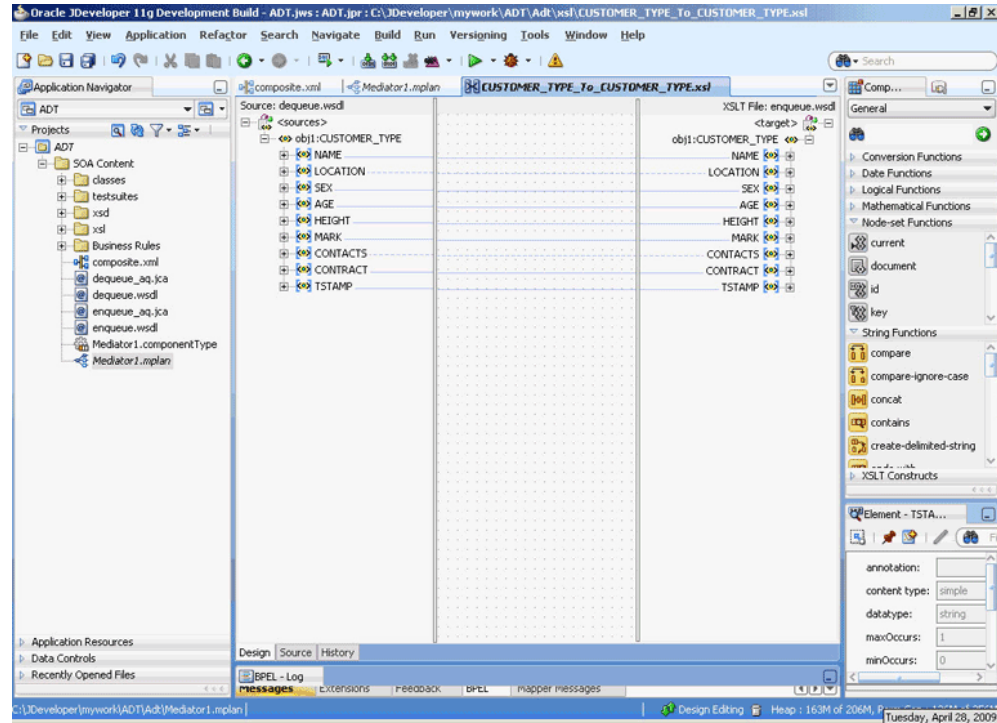 Oracle JDeveloper 11g Development Build - ADT.jws : ADT.jpr : C:\JDeveloper\mywork\ADT\Adt\xsl\CUSTOMER_TYPE_To_CUSTOMER_TYPE.xsl
File Edit View Application Refactor Search Navigate Build Run Versioning Tools Window Help
Search
Application Navigator
ADT
Projects
ADT
SOA Content
classes
testsuites
xsd
xsl
Business Rules
composite.xml
dequeue_aq.jca
dequeue.wsdl
enqueue_aq.jca
enqueue.wsdl
Mediator1.componentType
Mediator1.mplan
Application Resources
Data Controls
Recently Opened Files
composite.xml Mediator1.mplan CUSTOMER_TYPE_To_CUSTOMER_TYPE.xsl
Source: dequeue.wsdl XSLT File: enqueue.wsd
<sources> <target>
obj1:CUSTOMER_TYPE obj1:CUSTOMER_TYPE
NAME NAME
LOCATION LOCATION
SEX SEX
AGE AGE
HEIGHT HEIGHT
MARK MARK
CONTACTS CONTACTS
CONTRACT CONTRACT
TSTAMP TSTAMP
Design Source History
BPEL - Log
Messages Extensions Feedback BPEL Mapper Messages
Comp...
General
Conversion Functions
Date Functions
Logical Functions
Mathematical Functions
Node-set Functions
current
document
id
key
String Functions
compare
compare-ignore-case
concat
contains
create-delimited-string
ends-with
XSLT Constructs
Element - TSTA...
Fi
annotation:
content type: simple
datatype: string
maxOccurs: 1
minOccurs: 0
C:\JDeveloper\mywork\ADT\Adt\Mediator1.mplan Design Editing Heap : 163M of 206M,
Tuesday, April 28, 2009